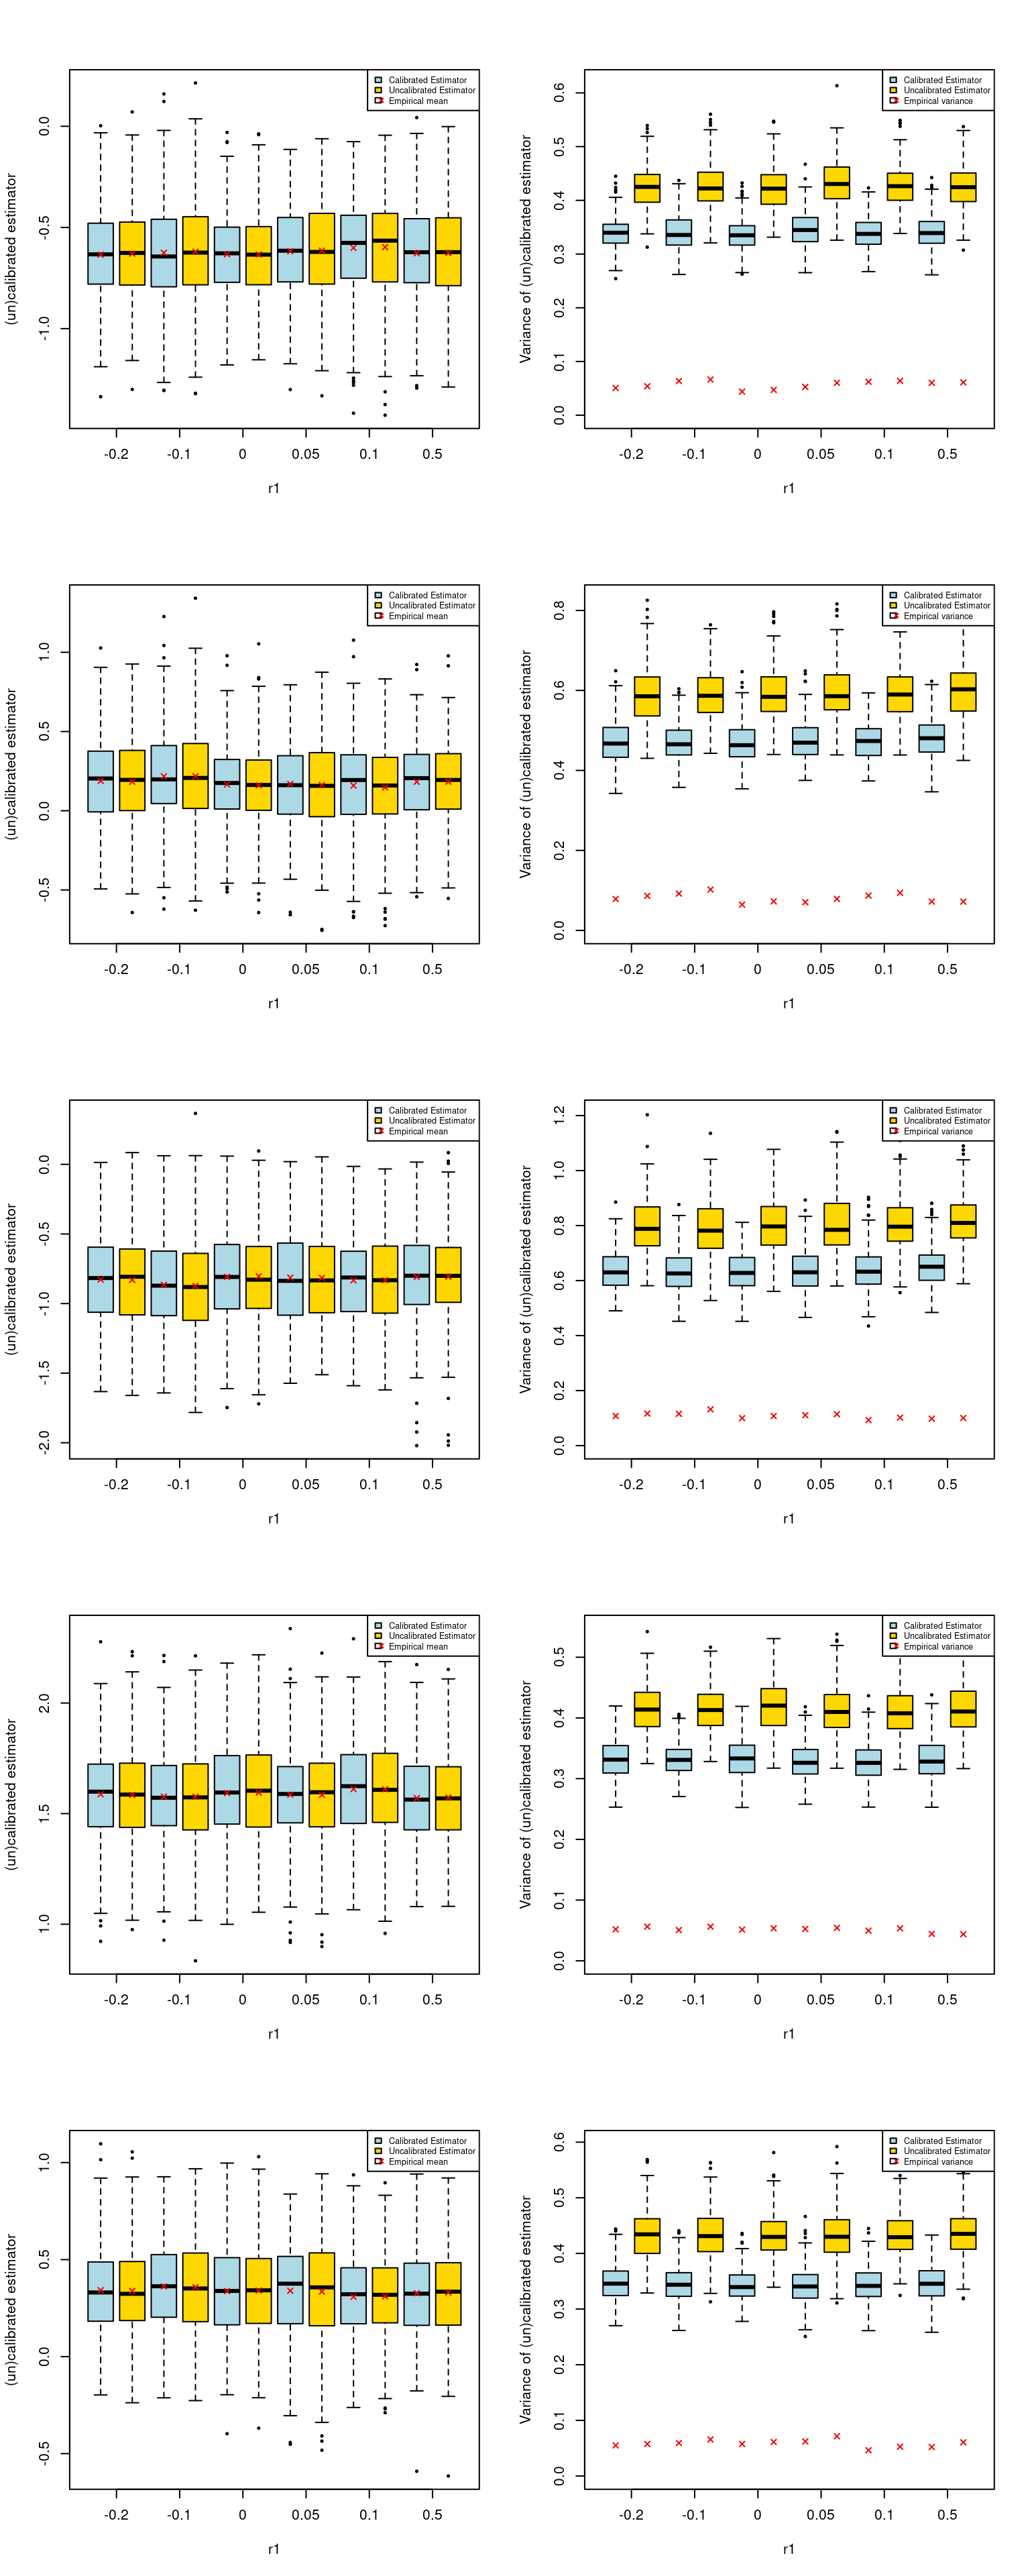 Calibrated Estimator
Uncalibrated Estimator
Empirical mean
(un)calibrated estimator
0.0
-0.5
-1.0
-0.2 -0.1 0 0.05 0.1 0.5
r1
Calibrated Estimator
Uncalibrated Estimator
Empirical variance
Variance of (un)calibrated estimator
0.6
0.5
0.4
0.3
0.2
0.1
0.0
-0.2 -0.1 0 0.05 0.1 0.5
r1
Calibrated Estimator
Uncalibrated Estimator
Empirical mean
(un)calibrated estimator
1.0
0.5
0.0
-0.5
-0.2 -0.1 0 0.05 0.1 0.5
r1
Calibrated Estimator
Uncalibrated Estimator
Empirical variance
Variance of (un)calibrated estimator
0.8
0.6
0.4
0.2
0.0
-0.2 -0.1 0 0.05 0.1 0.5
r1
Calibrated Estimator
Uncalibrated Estimator
Empirical mean
(un)calibrated estimator
0.0
-0.5
-1.0
-1.5
-2.0
-0.2 -0.1 0 0.05 0.1 0.5
r1
Calibrated Estimator
Uncalibrated Estimator
Empirical variance
Variance of (un)calibrated estimator
1.2
1.0
0.8
0.6
0.4
0.2
0.0
-0.2 -0.1 0 0.05 0.1 0.5
r1
Calibrated Estimator
Uncalibrated Estimator
Empirical mean
(un)calibrated estimator
2.0
1.5
1.0
-0.2 -0.1 0 0.05 0.1 0.5
r1
Calibrated Estimator
Uncalibrated Estimator
Empirical variance
Variance of (un)calibrated estimator
0.5
0.4
0.3
0.2
0.1
0.0
-0.2 -0.1 0 0.05 0.1 0.5
r1
Calibrated Estimator
Uncalibrated Estimator
Empirical mean
(un)calibrated estimator
1.0
0.5
0.0
-0.5
-0.2 -0.1 0 0.05 0.1 0.5
r1
Calibrated Estimator
Uncalibrated Estimator
Empirical variance
Variance of (un)calibrated estimator
0.6
0.5
0.4
0.3
0.2
0.1
0.0
-0.2 -0.1 0 0.05 0.1 0.5
r1